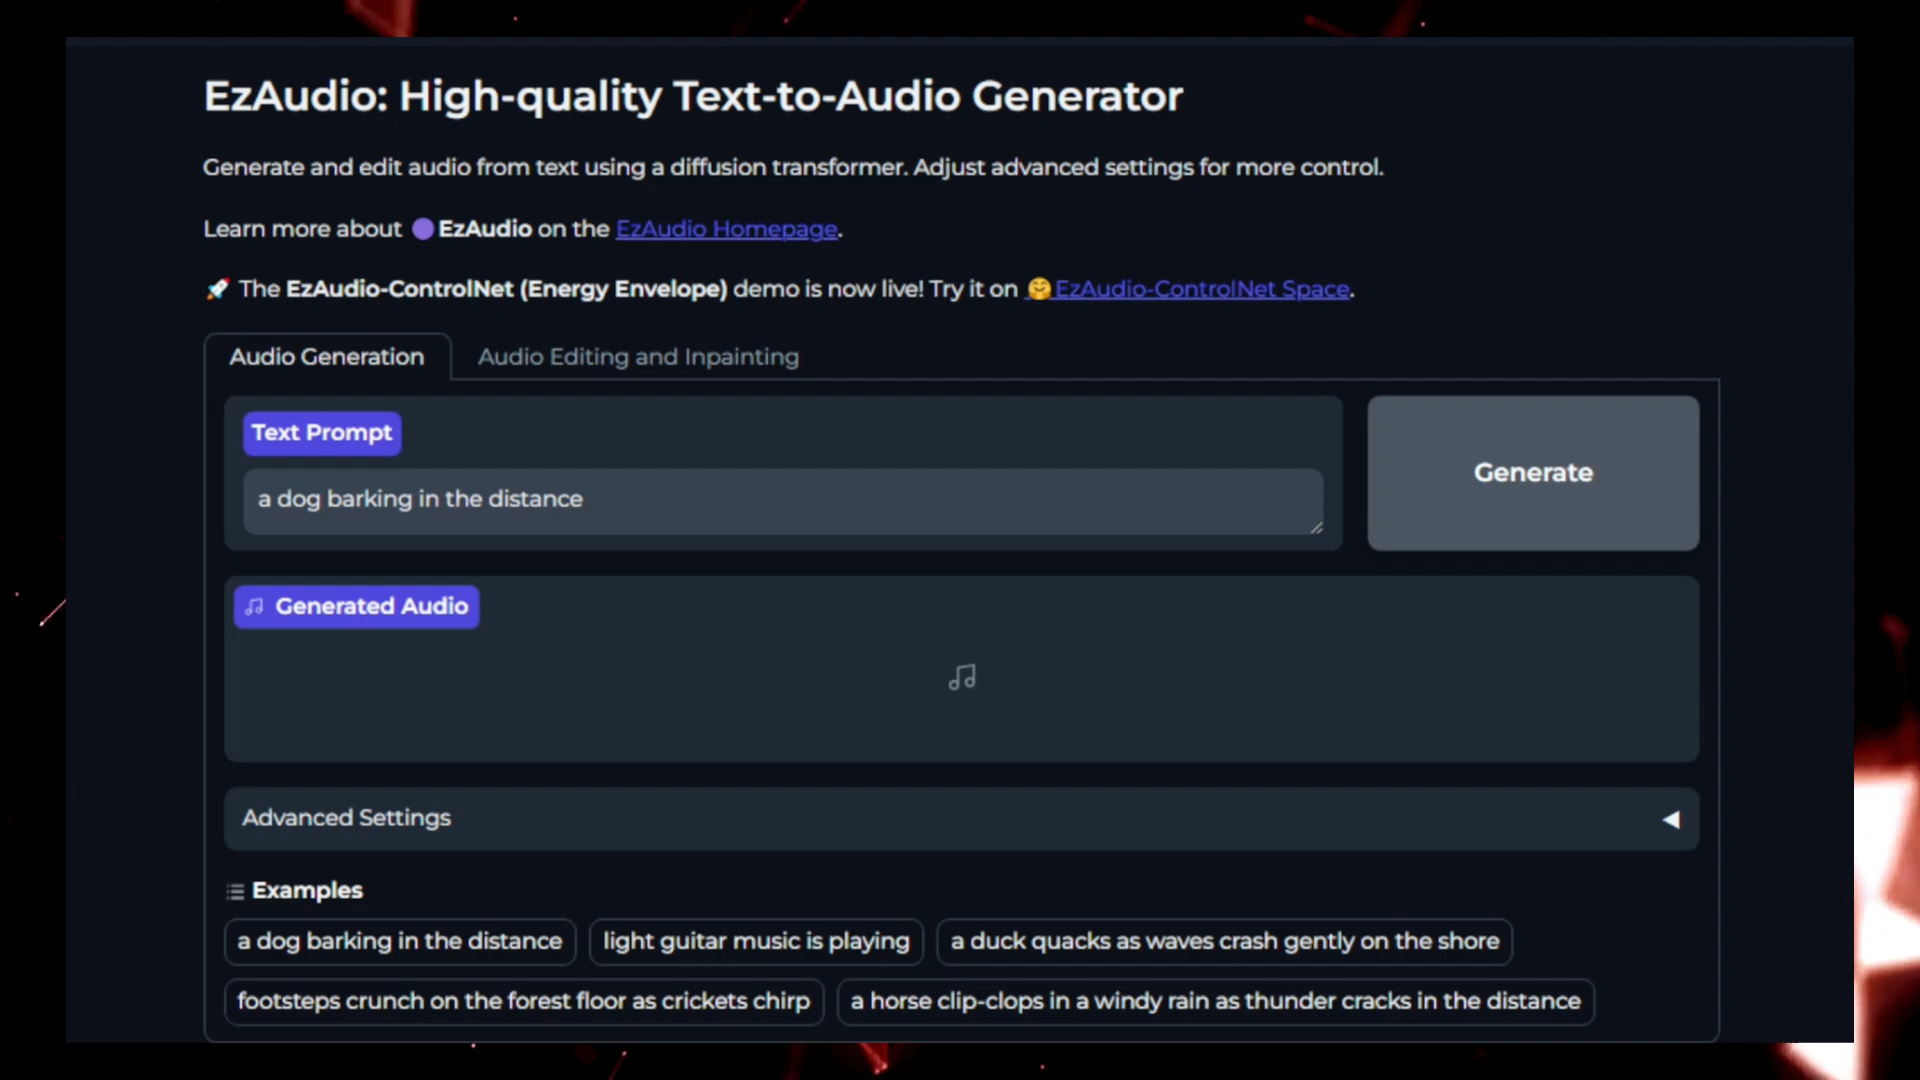 EzAudio: High-quality Text-to-Audio Generator
Generate and edit audio from text using a diffusion transformer. Adjust advanced settings for more control.
Learn more about 🟣EzAudio on the EzAudio Homepage.
🚀 The EzAudio-ControlNet (Energy Envelope) demo is now live! Try it on 🤗EzAudio-ControlNet Space.
Audio Generation
Audio Editing and Inpainting
Text Prompt
a dog barking in the distance
Generate
Generated Audio
Advanced Settings
Examples
a dog barking in the distance
light guitar music is playing
a duck quacks as waves crash gently on the shore
footsteps crunch on the forest floor as crickets chirp
a horse clip-clops in a windy rain as thunder cracks in the distance